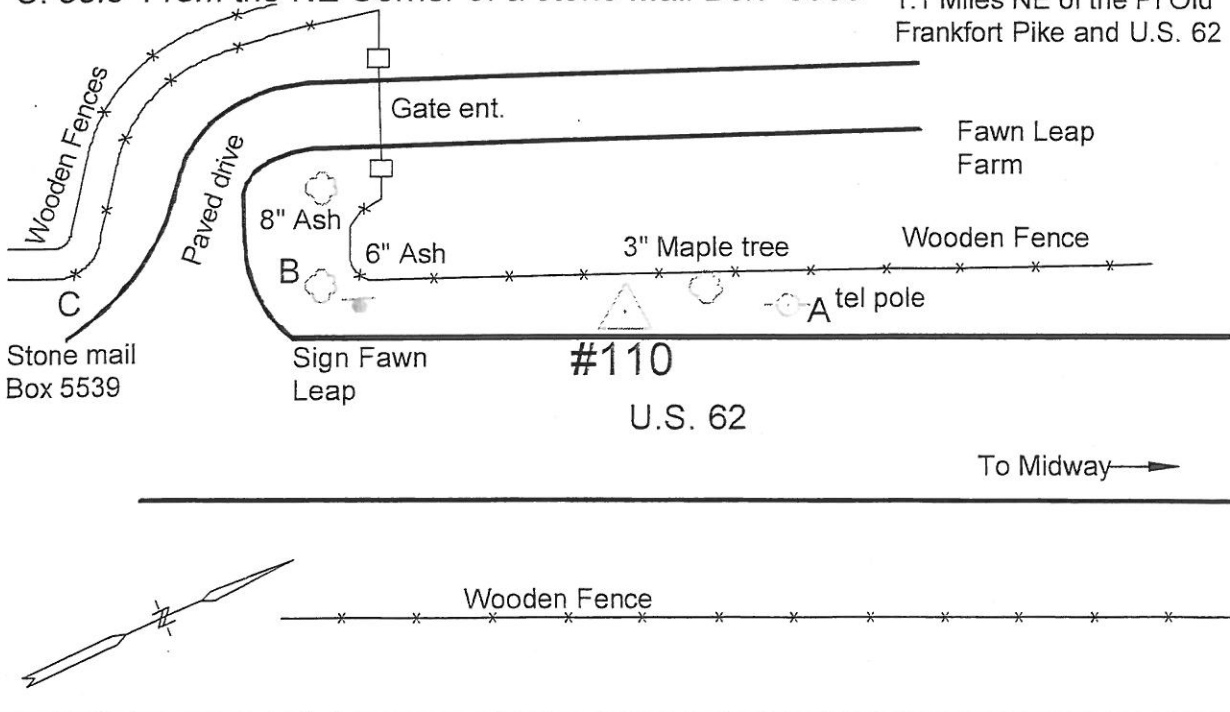 From the NE Corner of a stone Mail Box
1.1 Miles NE of the PI Old
Frankfort Pike and U.S. 62
Wooden Fences
Gate ent.
Paved drive
Fawn Leap
Farm
8" Ash
6" Ash
3" Maple tree
Wooden Fence
B
C
A tel pole
Stone mail
Box 5539
Sign Fawn
Leap
#110
U.S. 62
To Midway
Wooden Fence